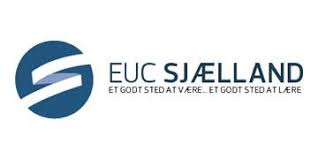 EUC SJÆLLAND
ET GODT STED AT VÆRE... ET GODT STED AT LÆRE